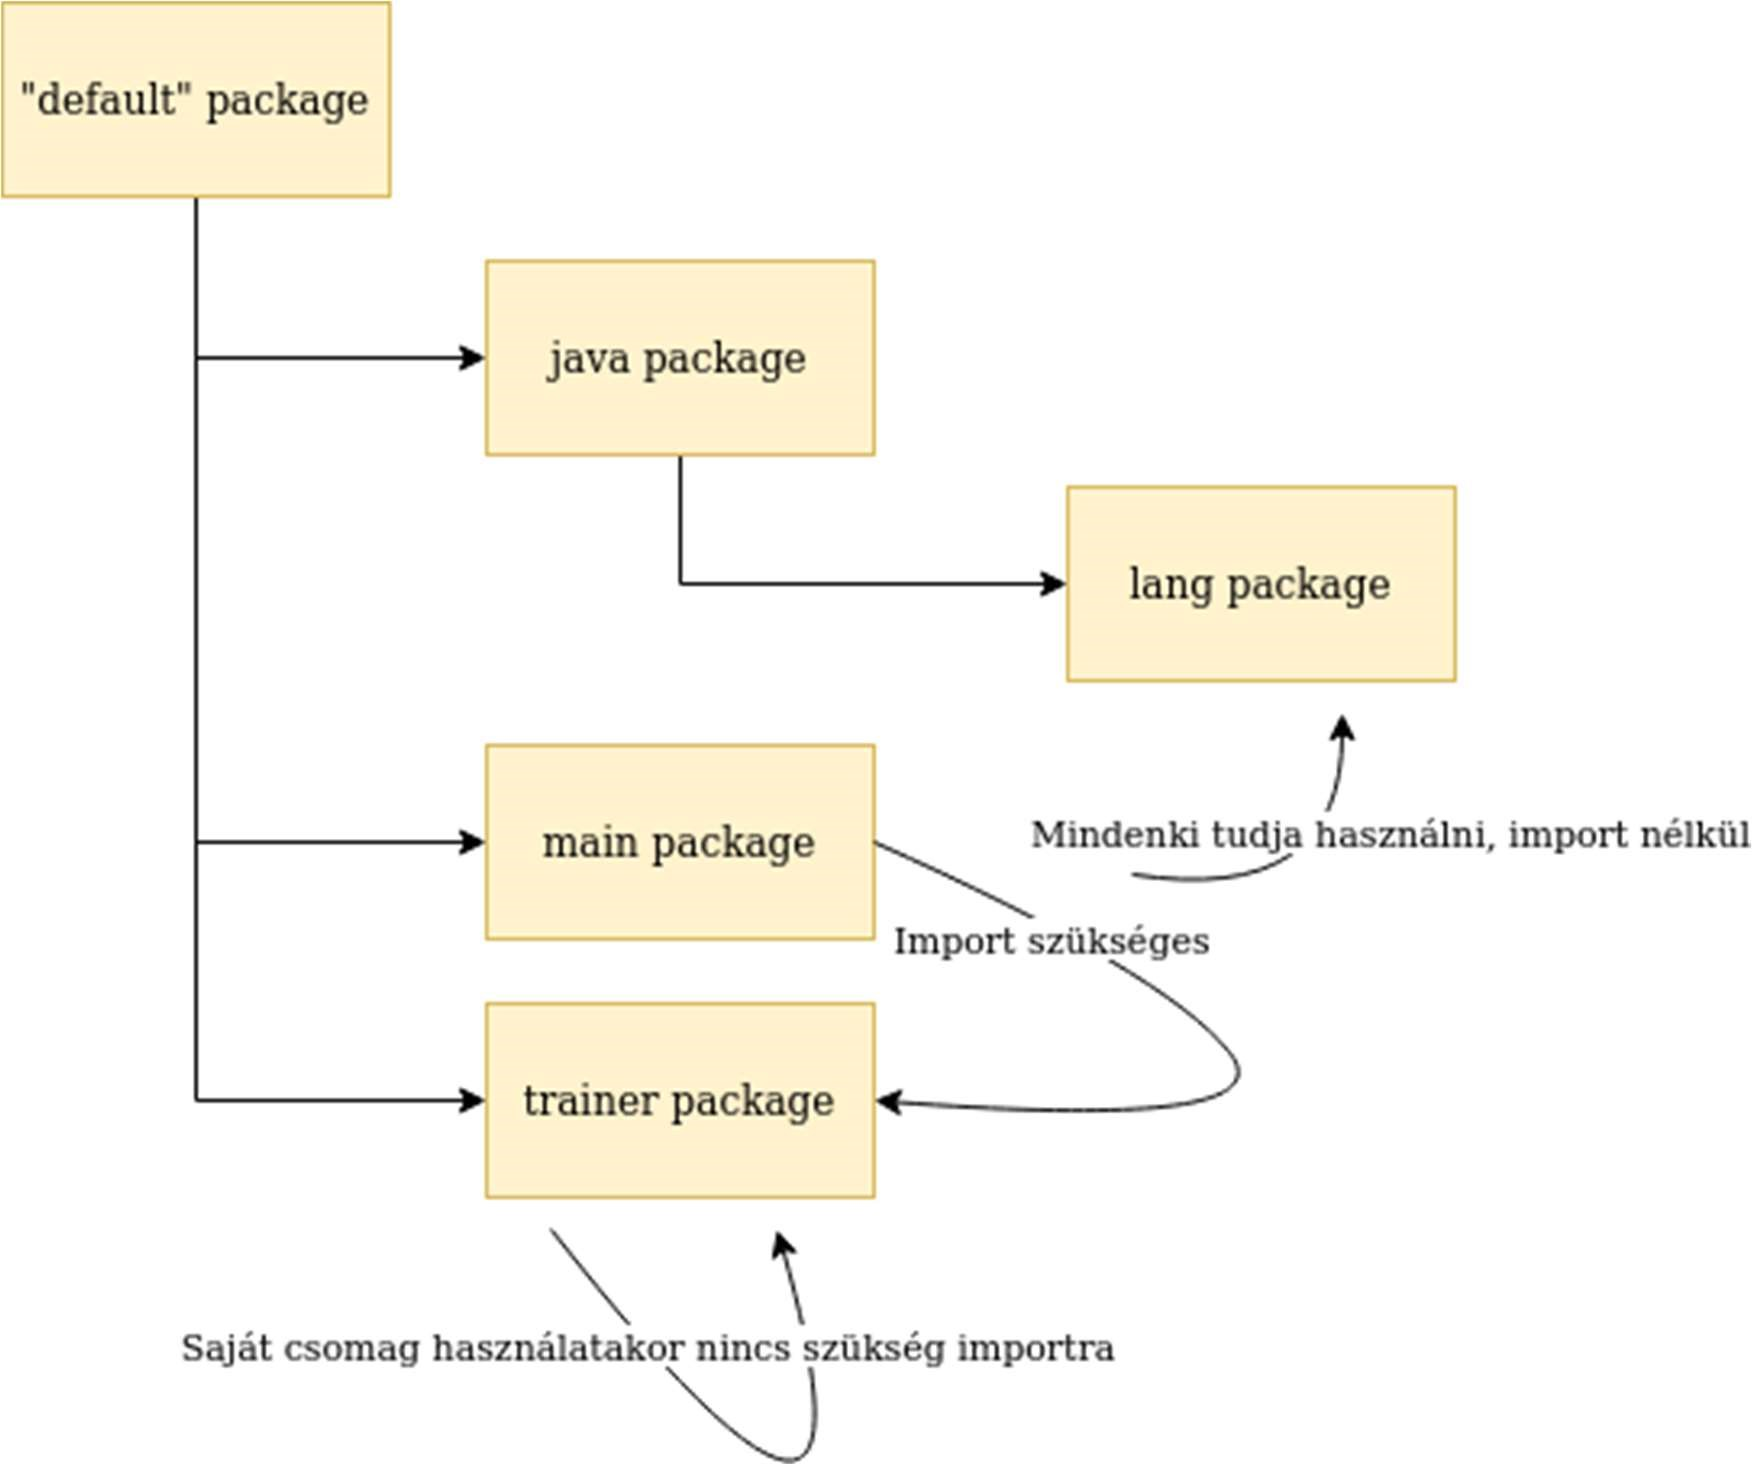 "default" package
java package
lang package
main package
Mindenki tudja használni, import nélkül
Import szükséges
trainer package
Saját csomag használatakor nincs szükség importra